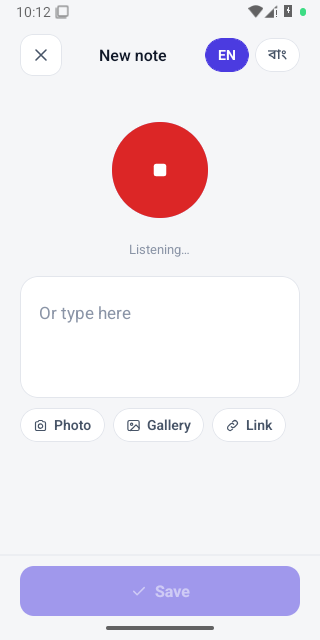 10:12
New note
EN
বাং
Listening...
Or type here
Photo
Gallery
Link
Save